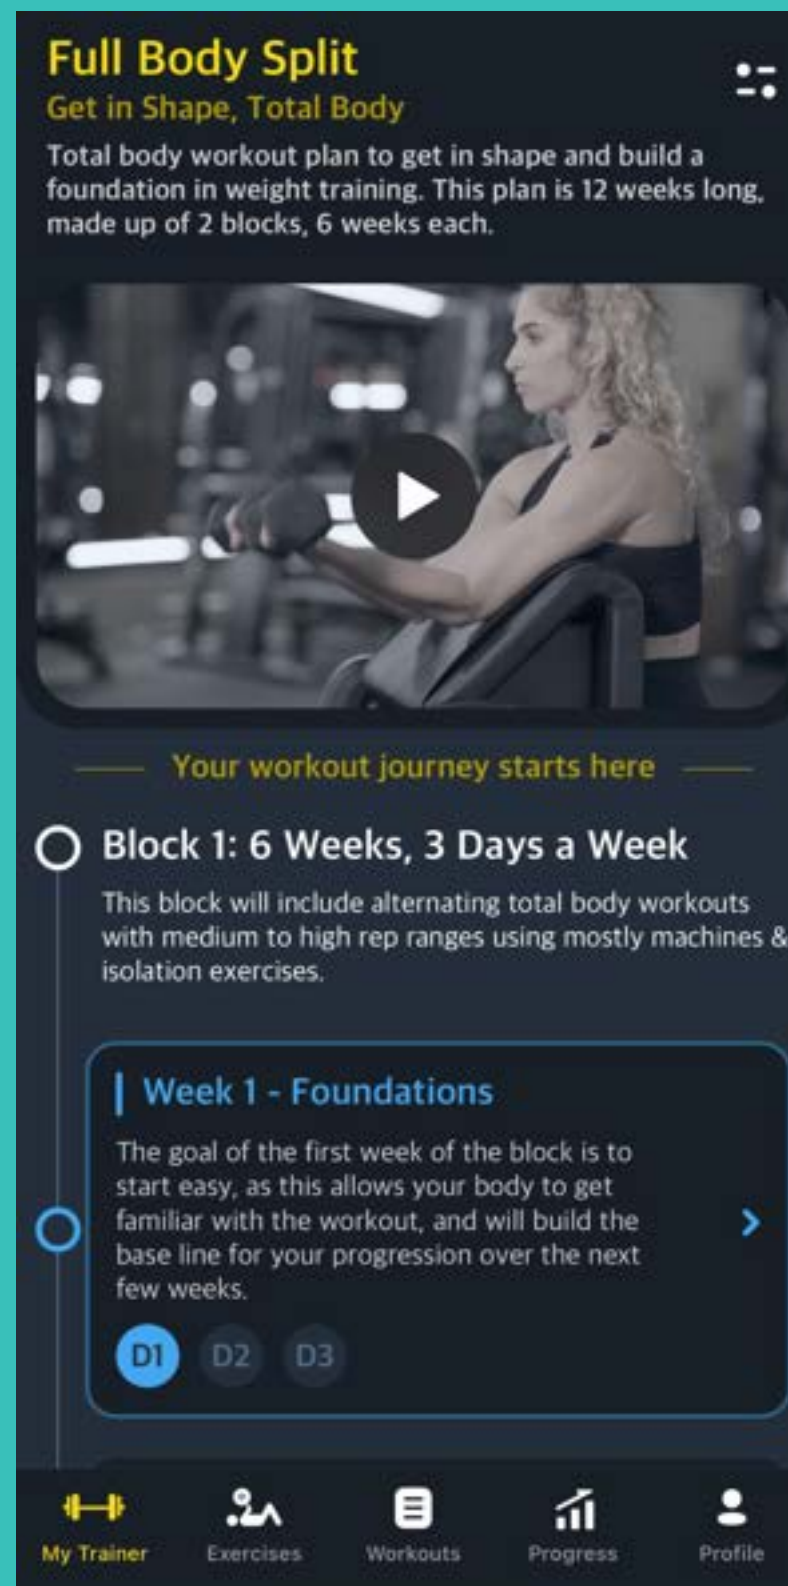 Full Body Split
Get in Shape, Total Body
Total body workout plan to get in shape and build a
foundation in weight training. This plan is 12 weeks long,
made up of 2 blocks, 6 weeks each.
Your workout journey starts here
Block 1: 6 Weeks, 3 Days a Week
This block will include alternating total body workouts
with medium to high rep ranges using mostly machines &
isolation exercises.
Week 1 - Foundations
The goal of the first week of the block is to
start easy, as this allows your body to get
familiar with the workout, and will build the
base line for your progression over the next
few weeks.
D1 D2 D3
My Trainer Exercises Workouts Progress Profile